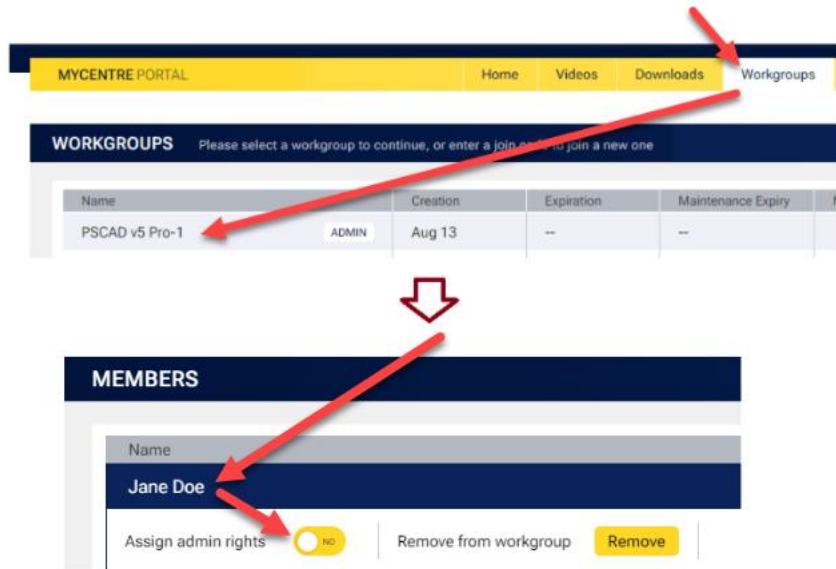 MYCENTRE PORTAL Home Videos Downloads Workgroups
WORKGROUPS Please select a workgroup to continue, or enter a join code to join a new one
Name Creation Expiration Maintenance Expiry
PSCAD v5 Pro-1 ADMIN Aug 13 -- --
MEMBERS
Name
Jane Doe
Assign admin rights NO Remove from workgroup Remove